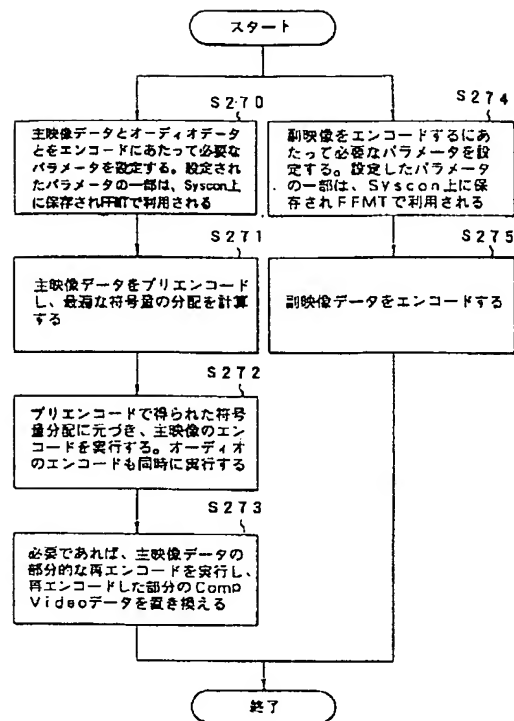 スタート
S270
主映像データとオーディオデータ
とをエンコードにあたって必要な
パラメータを設定する。設定され
たパラメータの一部は、Syscon上
に保存されFFMTで利用される
S271
主映像データをプリエンコード
し、最適な符号量の分配を計算
する
S272
プリエンコードで得られた符号
量分配に元づき、主映像のエン
コードを実行する。オーディオ
のエンコードも同時に実行する
S273
必要であれば、主映像データの
部分的な再エンコードを実行し、
再エンコードした部分のComp
Videoデータを置き換える
S274
副映像をエンコードするにあ
たって必要なパラメータを設
定する。設定したパラメータ
の一部は、Syscon上に保
存されFFMTで利用される
S275
副映像データをエンコードする
終了